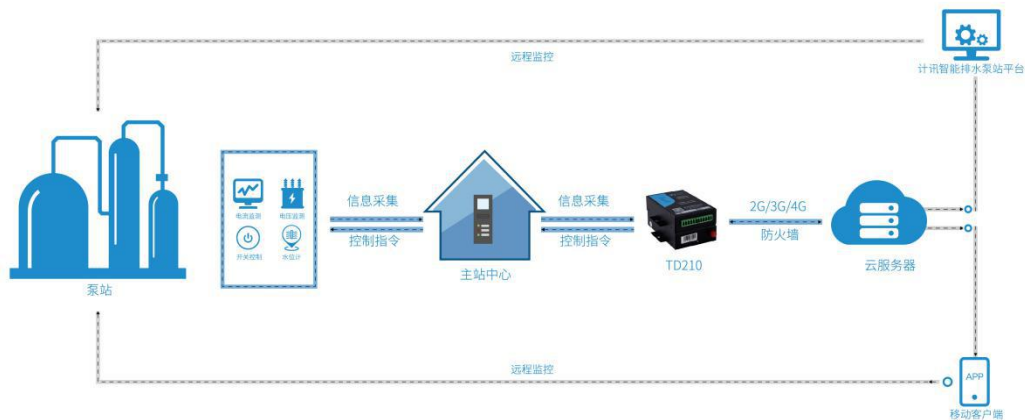 远程监控
计讯智能排水泵站平台
电流监测
电压监测
开关控制
水位计
信息采集
控制指令
信息采集
控制指令
2G/3G/4G
防火墙
泵站
主站中心
TD210
云服务器
远程监控
APP
移动客户端